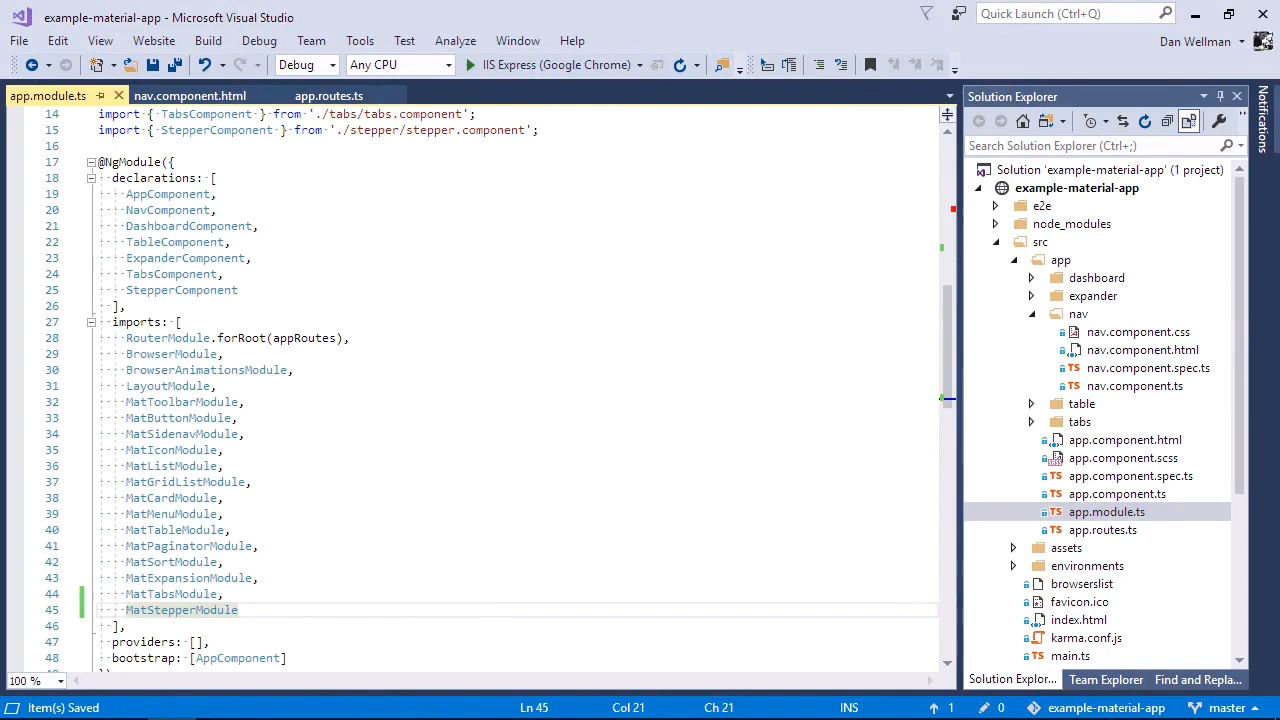 example-material-app - Microsoft Visual Studio
Quick Launch (Ctrl+Q)
File Edit View Website Build Debug Team Tools Test Analyze Window Help
Dan Wellman
Debug
Any CPU
IIS Express (Google Chrome)
app.module.ts
nav.component.html
app.routes.ts
14 import { TabsComponent } from './tabs/tabs.component';
15 import { StepperComponent } from './stepper/stepper.component';
16
17 @NgModule({
18 declarations: [
19 AppComponent,
20 NavComponent,
21 DashboardComponent,
22 TableComponent,
23 ExpanderComponent,
24 TabsComponent,
25 StepperComponent
26 ],
27 imports: [
28 RouterModule.forRoot(appRoutes),
29 BrowserModule,
30 BrowserAnimationsModule,
31 LayoutModule,
32 MatToolbarModule,
33 MatButtonModule,
34 MatSidenavModule,
35 MatIconModule,
36 MatListModule,
37 MatGridListModule,
38 MatCardModule,
39 MatMenuModule,
40 MatTableModule,
41 MatPaginatorModule,
42 MatSortModule,
43 MatExpansionModule,
44 MatTabsModule,
45 MatStepperModule
46 ],
47 providers: [],
48 bootstrap: [AppComponent]
100 %
Solution Explorer
Search Solution Explorer (Ctrl+;)
Solution 'example-material-app' (1 project)
example-material-app
e2e
node_modules
src
app
dashboard
expander
nav
nav.component.css
nav.component.html
TS nav.component.spec.ts
TS nav.component.ts
table
tabs
app.component.html
app.component.scss
TS app.component.spec.ts
TS app.component.ts
TS app.module.ts
TS app.routes.ts
assets
environments
browserslist
favicon.ico
index.html
karma.conf.js
TS main.ts
Solution Explor...
Team Explorer
Find and Repla...
Notifications
Item(s) Saved
Ln 45
Col 21
Ch 21
INS
1
0
example-material-app
master